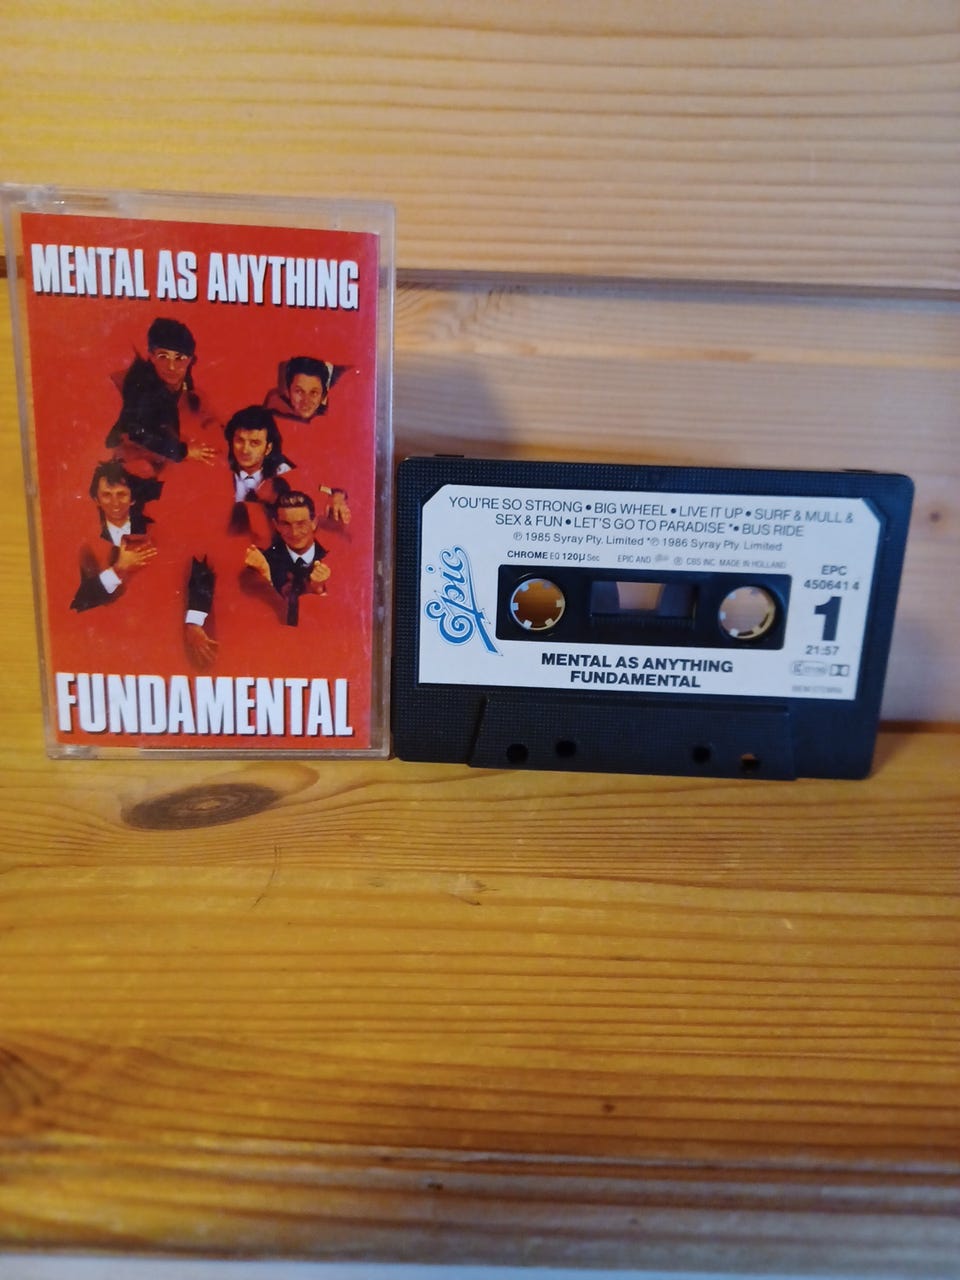 MENTAL AS ANYTHING
FUNDAMENTAL
YOU'RE SO STRONG • BIG WHEEL • LIVE IT UP • SURF & MULL &
SEX & FUN • LET'S GO TO PARADISE * • BUS RIDE
℗ 1985 Syray Pty. Limited *℗ 1986 Syray Pty. Limited
CHROME EQ 120µ Sec
EPIC AND ® CBS INC. MADE IN HOLLAND
Epic
EPC
450641 4
1
21:57
MENTAL AS ANYTHING
FUNDAMENTAL